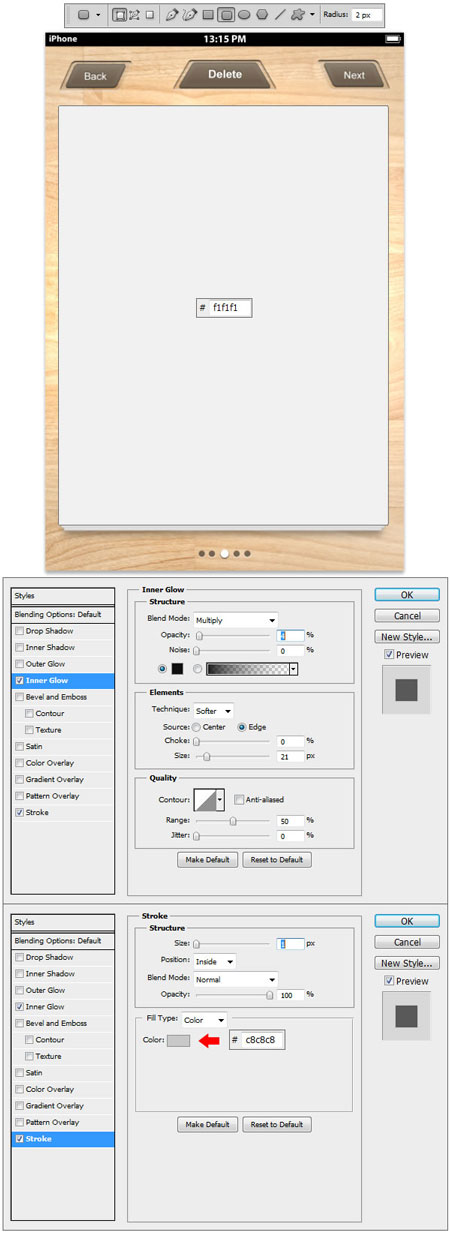 Radius: 2 px
iPhone 13:15 PM
Back Delete Next
# f1f1f1
Styles
Blending Options: Default
Drop Shadow
Inner Shadow
Outer Glow
Inner Glow
Bevel and Emboss
Contour
Texture
Satin
Color Overlay
Gradient Overlay
Pattern Overlay
Stroke
Inner Glow
Structure
Blend Mode: Multiply
Opacity: 4 %
Noise: 0 %
Elements
Technique: Softer
Source: Center Edge
Choke: 0 %
Size: 21 px
Quality
Contour: Anti-aliased
Range: 50 %
Jitter: 0 %
Make Default Reset to Default
OK
Cancel
New Style...
Preview
Styles
Blending Options: Default
Drop Shadow
Inner Shadow
Outer Glow
Inner Glow
Bevel and Emboss
Contour
Texture
Satin
Color Overlay
Gradient Overlay
Pattern Overlay
Stroke
Stroke
Structure
Size: 1 px
Position: Inside
Blend Mode: Normal
Opacity: 100 %
Fill Type: Color
Color: # c8c8c8
Make Default Reset to Default
OK
Cancel
New Style...
Preview